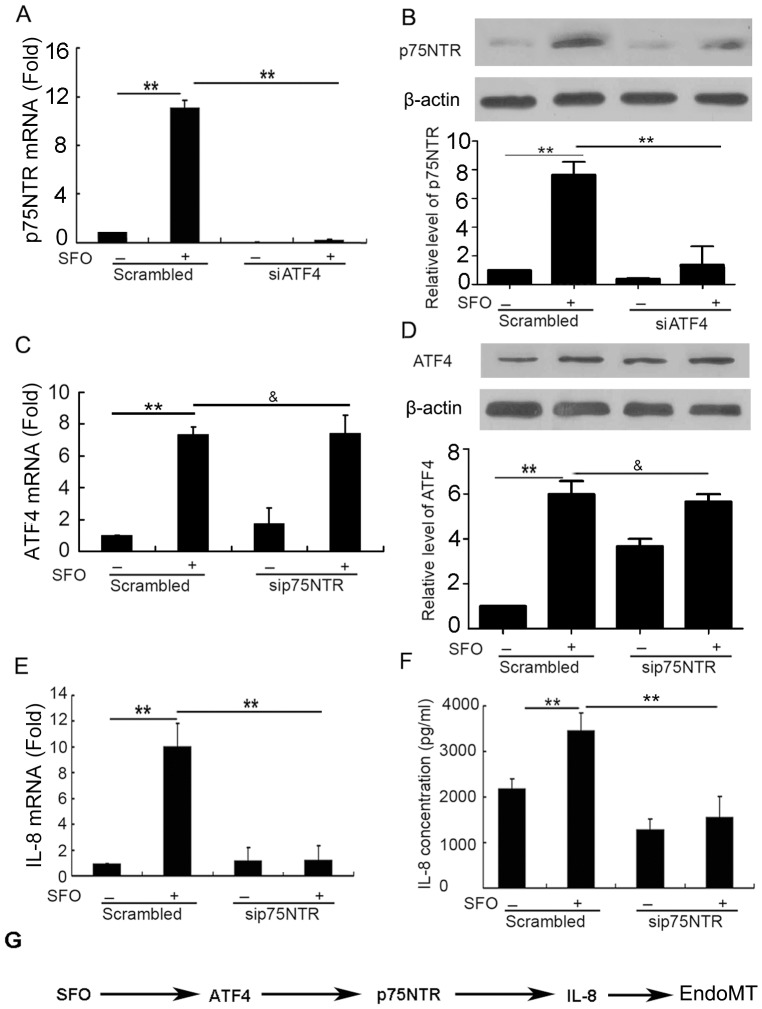 A
p75NTR mRNA (Fold)
16
12
8
4
0
**
**
SFO
– + – +
Scrambled siATF4
B
p75NTR
β-actin
Relative level of p75NTR
10
8
6
4
2
0
**
**
SFO
– + – +
Scrambled siATF4
C
ATF4 mRNA (Fold)
10
8
6
4
2
0
**
&
SFO
– + – +
Scrambled sip75NTR
D
ATF4
β-actin
Relative level of ATF4
8
6
4
2
0
**
&
SFO
– + – +
Scrambled sip75NTR
E
IL-8 mRNA (Fold)
14
12
10
8
6
4
2
0
**
**
SFO
– + – +
Scrambled sip75NTR
F
IL-8 concentration (pg/ml)
4000
3000
2000
1000
0
**
**
SFO
– + – +
Scrambled sip75NTR
G
SFO ATF4 p75NTR IL-8 EndoMT